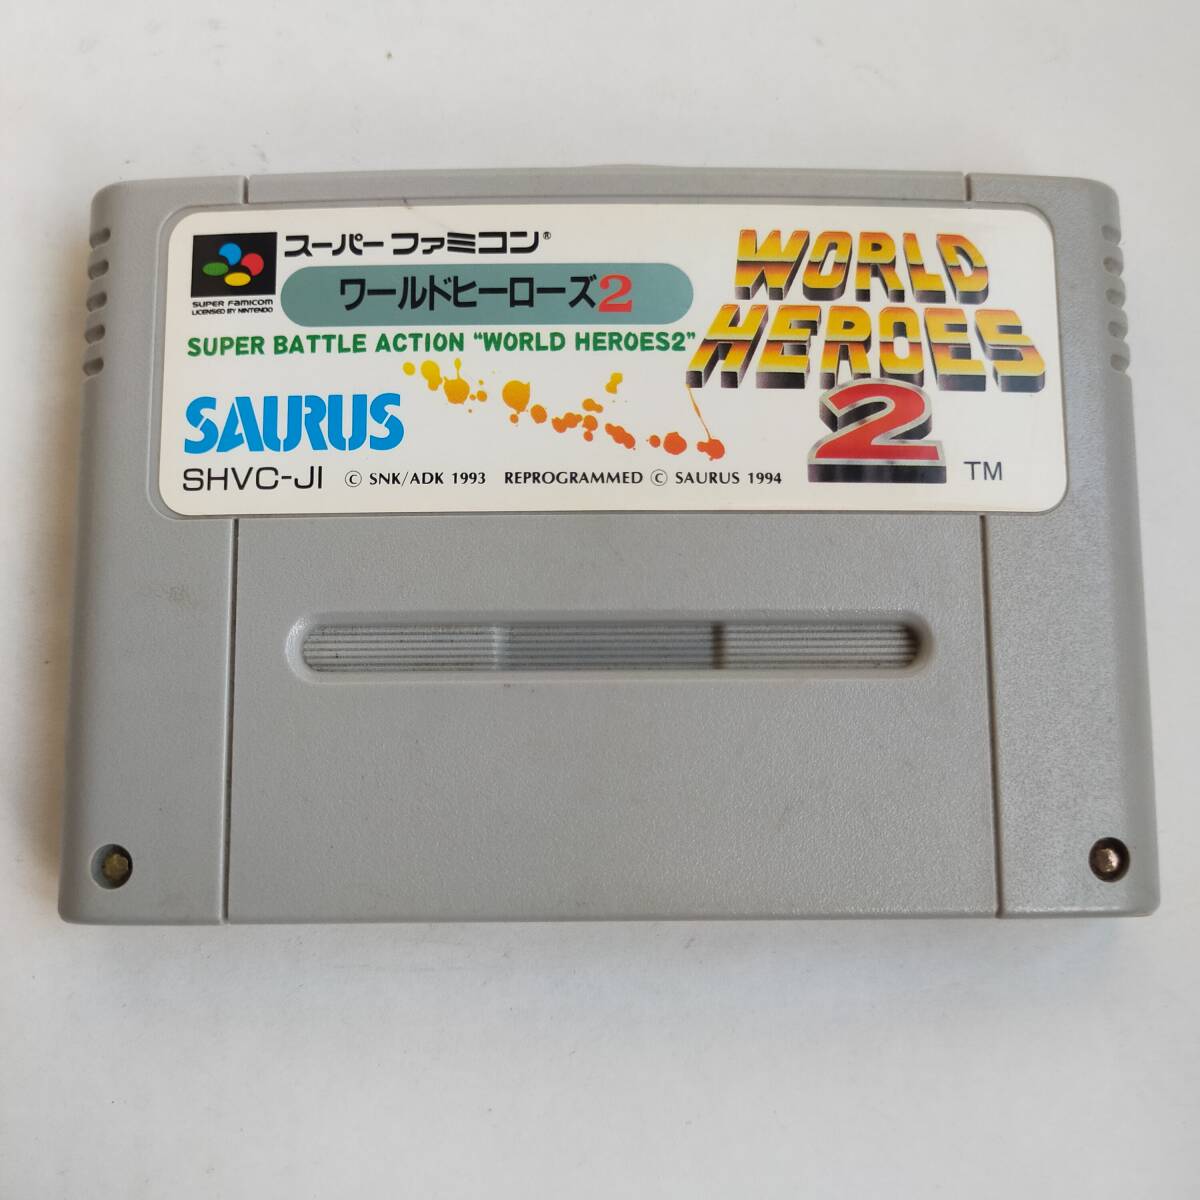 スーパーファミコン®
SUPER FAMICOM
LICENSED BY NINTENDO
ワールドヒーローズ2
SUPER BATTLE ACTION "WORLD HEROES2"
WORLD
HEROES
2
TM
SAURUS
SHVC-JI © SNK/ADK 1993 REPROGRAMMED © SAURUS 1994